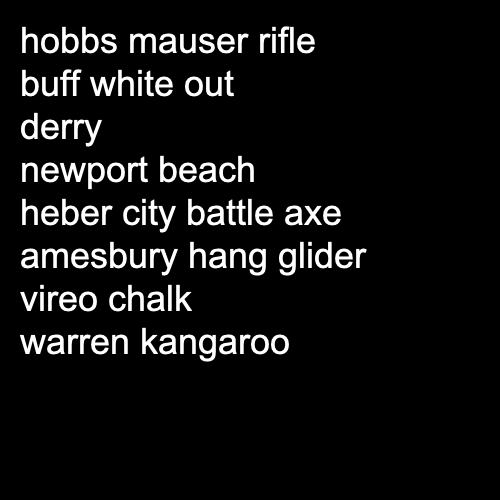 hobbs mauser rifle
buff white out
derry
newport beach
heber city battle axe
amesbury hang glider
vireo chalk
warren kangaroo